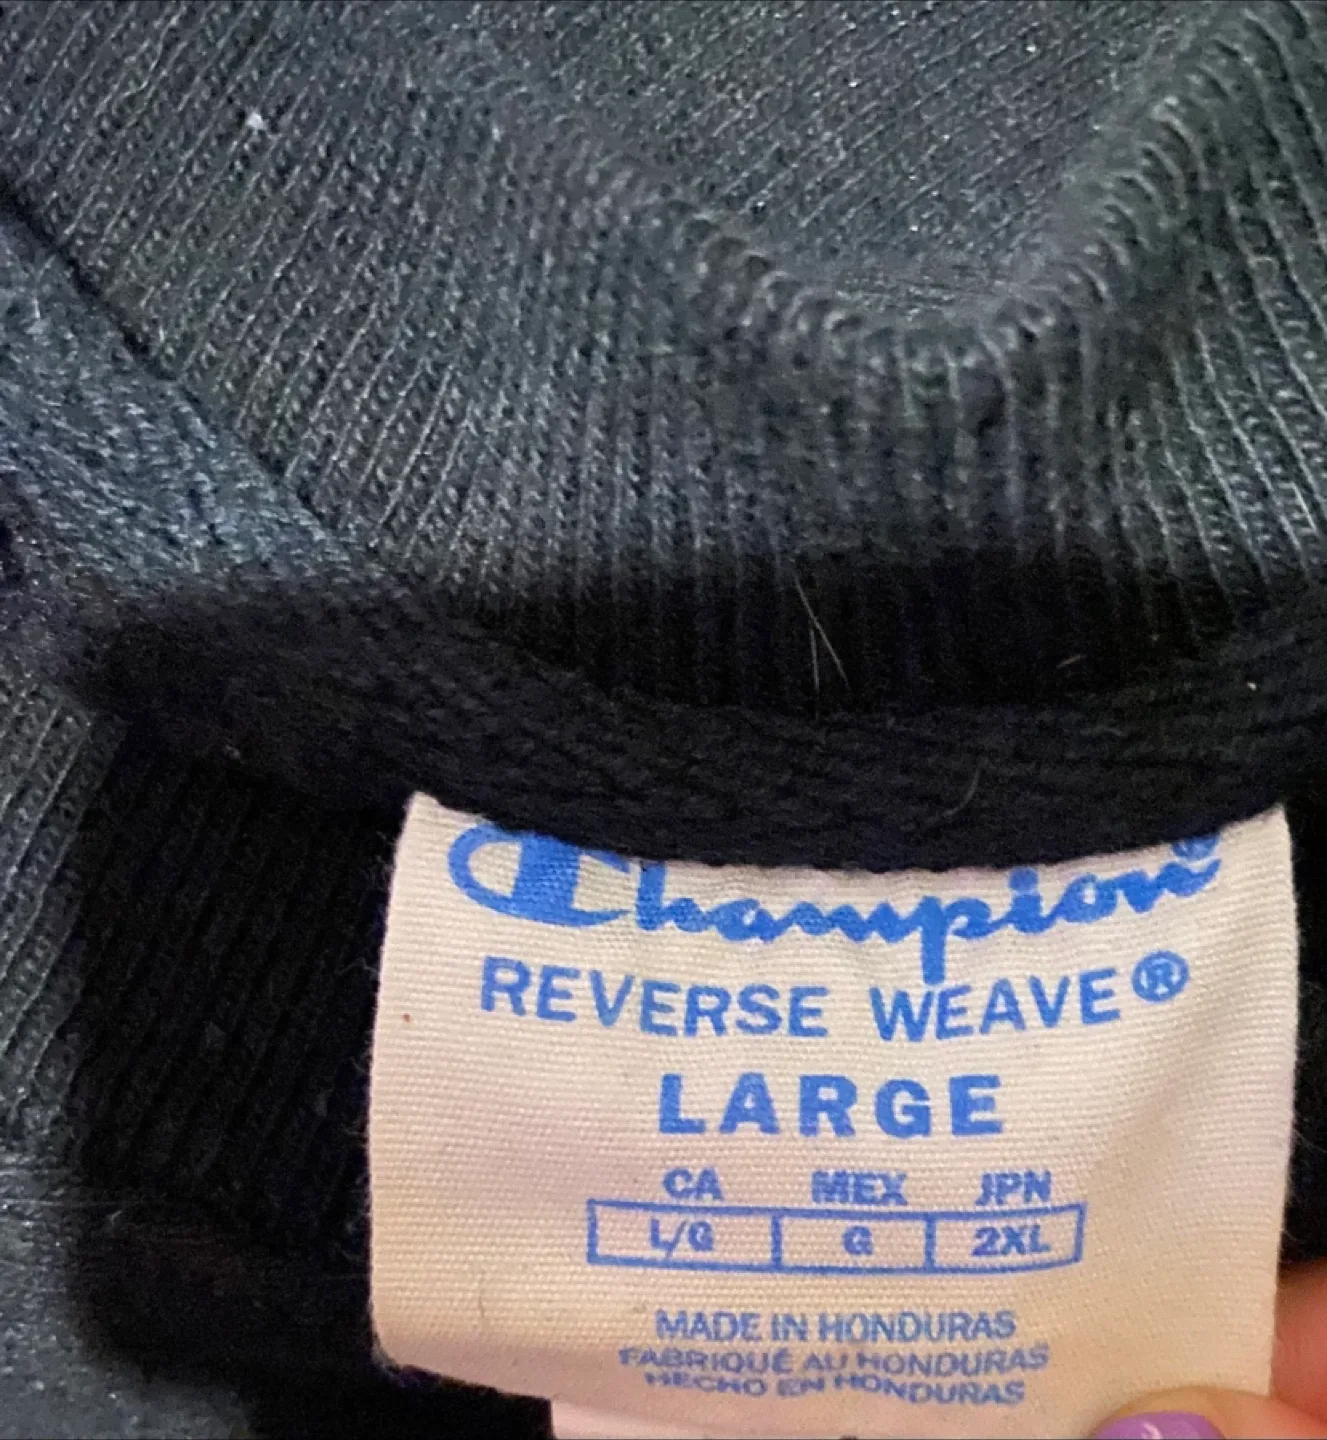 Champion®
REVERSE WEAVE®
LARGE
CA MEX JPN
L/G G 2XL
MADE IN HONDURAS
FABRIQUÉ AU HONDURAS
HECHO EN HONDURAS